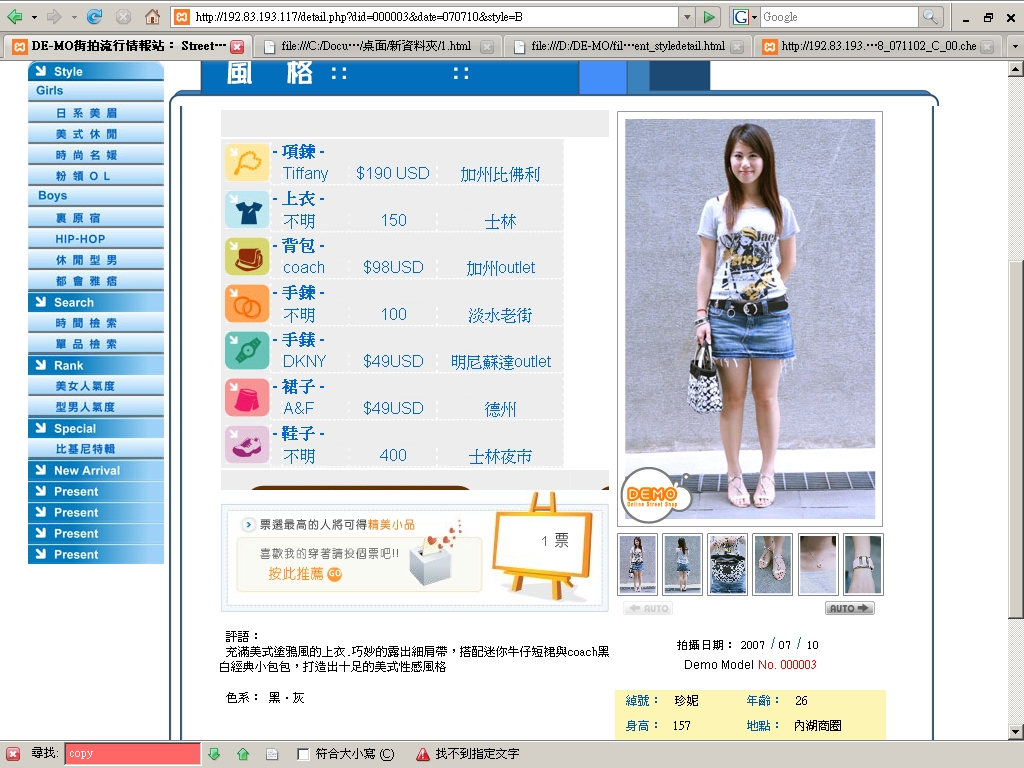 http://192.83.193.117/detail.php?did=000003&date=070710&style=B
Google
DE-MO街拍流行情報站： Street⋯
file:///C:/Docu⋯/桌面/新資料夾/1.html
file:///D:/DE-MO/fil⋯ent_styledetail.html
http://192.83.193.⋯8_071102_C_00.che
Style
Girls
日系美眉
美式休閒
時尚名媛
粉領OL
Boys
裏原宿
HIP-HOP
休閒型男
都會雅痞
Search
時間檢索
單品檢索
Rank
美女人氣度
型男人氣度
Special
比基尼特輯
New Arrival
Present
Present
Present
Present
風 格 :: ::
- 項鍊 -
Tiffany $190 USD 加州比佛利
- 上衣 -
不明 150 士林
- 背包 -
coach $98USD 加州outlet
- 手鍊 -
不明 100 淡水老街
- 手錶 -
DKNY $49USD 明尼蘇達outlet
- 裙子 -
A&F $49USD 德州
- 鞋子 -
不明 400 士林夜市
票選最高的人將可得精美小品
喜歡我的穿著請投個票吧!!
按此推薦 GO
1 票
評語：
充滿美式塗鴉風的上衣.巧妙的露出細肩帶，搭配迷你牛仔短裙與coach黑
白經典小包包，打造出十足的美式性感風格
色系： 黑．灰
DEMO
Online Street Shop
AUTO
AUTO
拍攝日期： 2007 / 07 / 10
Demo Model No. 000003
綽號： 珍妮 年齡： 26
身高： 157 地點： 內湖商圈
尋找: copy 符合大小寫 (C) 找不到指定文字